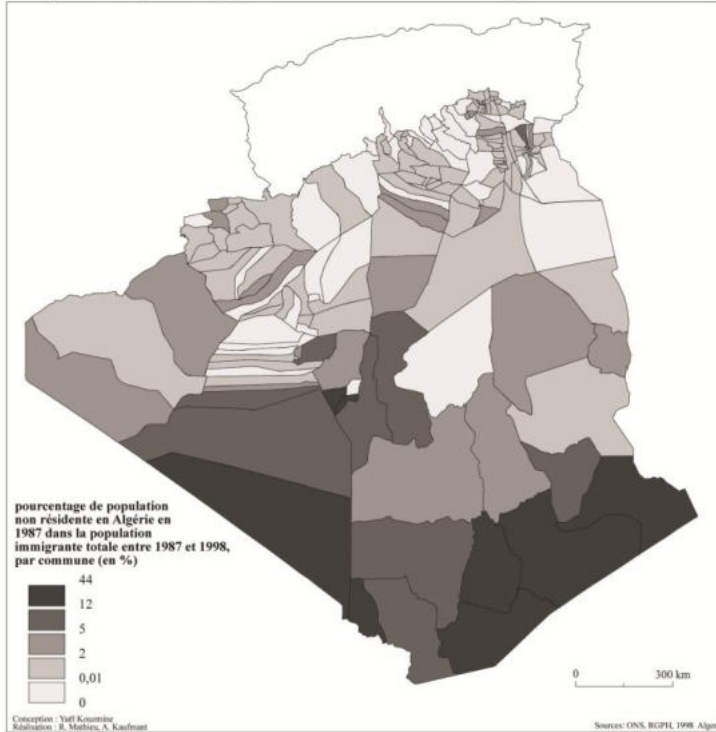 pourcentage de population
non résidente en Algérie en
1987 dans la population
immigrante totale entre 1987 et 1998,
par commune (en %)
44
12
5
2
0,01
0
0 300 km
Conception : Yaël Kouzmine
Réalisation : R. Mathieu, A. Kaufmant
Sources: ONS, RGPH, 1998 Alger